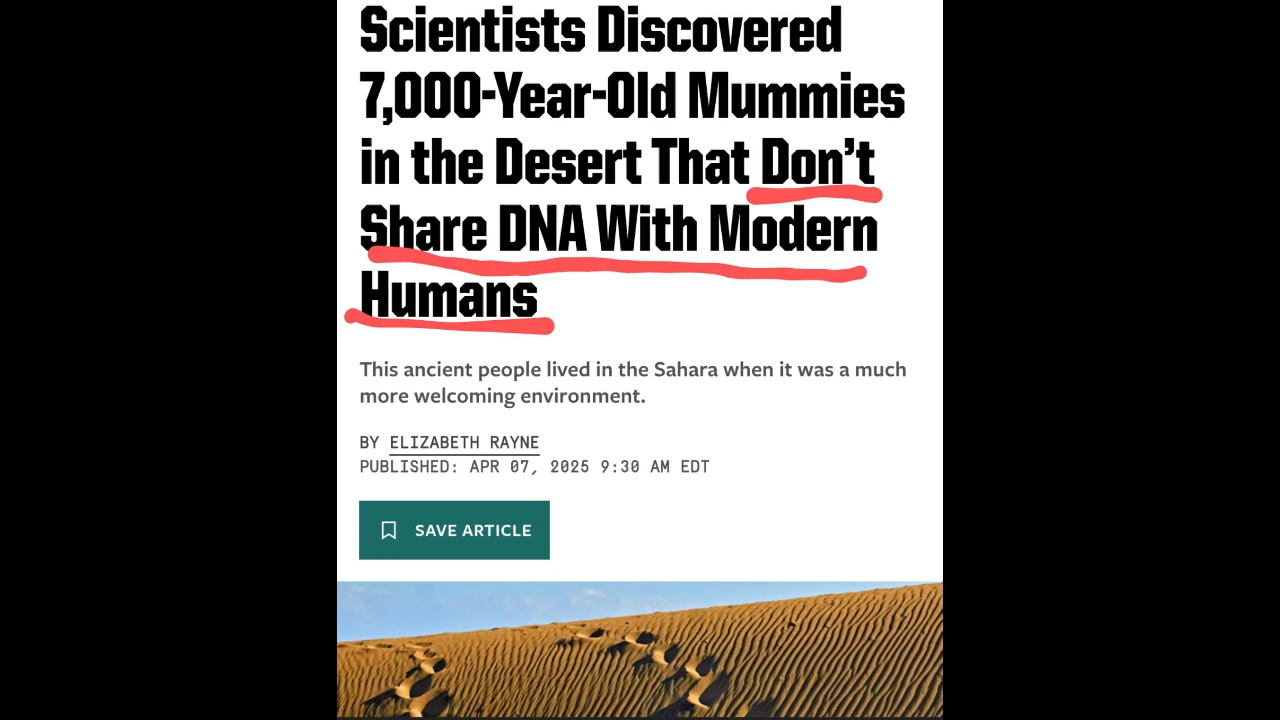 Scientists Discovered
7,000-Year-Old Mummies
in the Desert That Don’t
Share DNA With Modern
Humans
This ancient people lived in the Sahara when it was a much
more welcoming environment.
BY ELIZABETH RAYNE
PUBLISHED: APR 07, 2025 9:30 AM EDT
SAVE ARTICLE